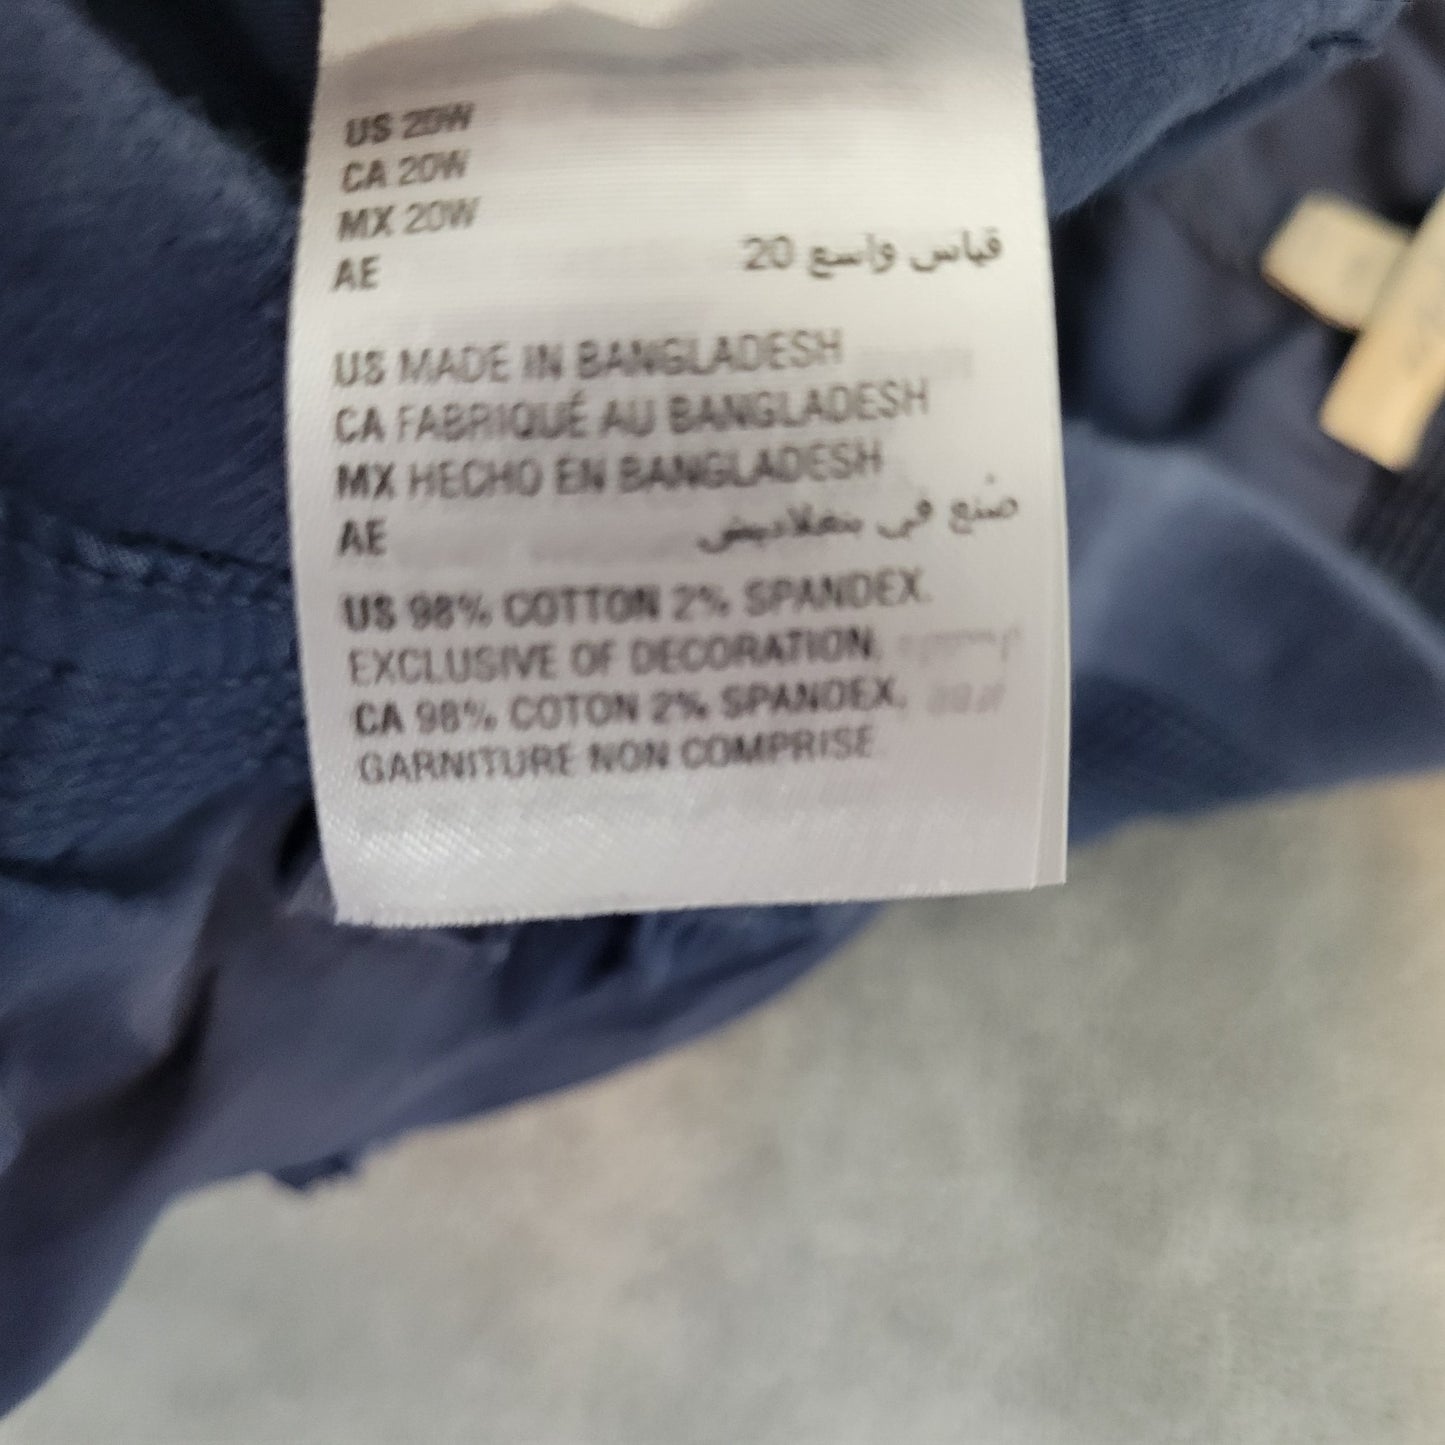 US 20W
CA 20W
MX 20W
AE قياس واسع 20
US MADE IN BANGLADESH
CA FABRIQUÉ AU BANGLADESH
MX HECHO EN BANGLADESH
AE صُنع في بنغلاديش
US 98% COTTON 2% SPANDEX.
EXCLUSIVE OF DECORATION
CA 98% COTON 2% SPANDEX,
GARNITURE NON COMPRISE